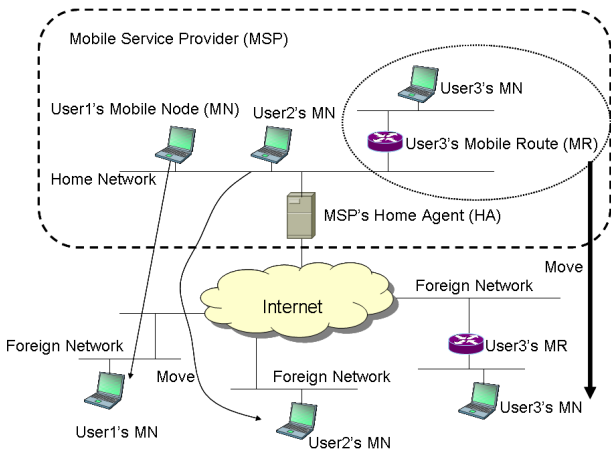 Mobile Service Provider (MSP)
User3's MN
User1's Mobile Node (MN)
User2's MN
User3's Mobile Route (MR)
Home Network
MSP's Home Agent (HA)
Move
Internet
Foreign Network
Foreign Network
User3's MR
Move
Foreign Network
User3's MN
User1's MN
User2's MN